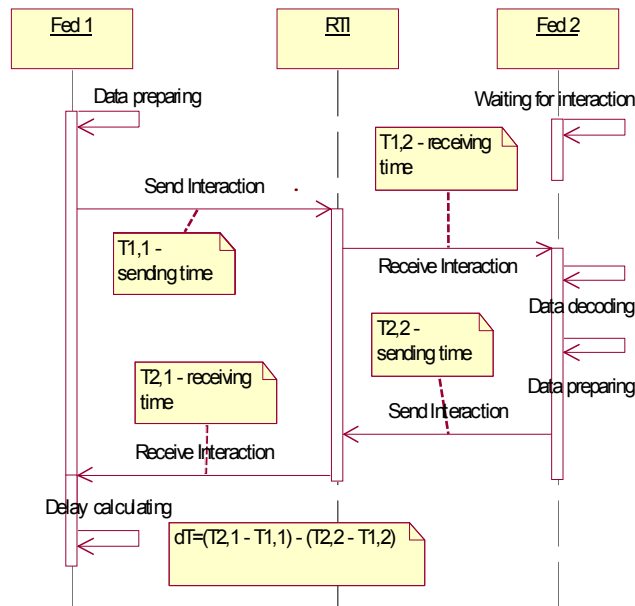 Fed 1
RTI
Fed 2
Data preparing
Waiting for interaction
T1,2 - receiving
time
Send Interaction
T1,1 -
sending time
Receive Interaction
Data decoding
T2,2 -
sending time
T2,1 - receiving
time
Data preparing
Send Interaction
Receive Interaction
Delay calculating
dT=(T2,1 - T1,1) - (T2,2 - T1,2)